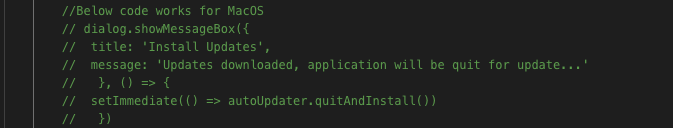 //Below code works for MacOS
// dialog.showMessageBox({
//  title: 'Install Updates',
//  message: 'Updates downloaded, application will be quit for update...'
//   }, () => {
//  setImmediate(() => autoUpdater.quitAndInstall())
//   })